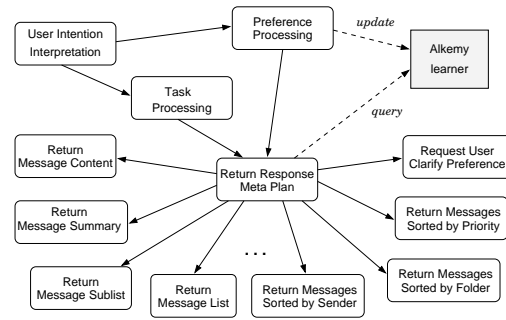 User Intention
Interpretation
Preference
Processing
update
Alkemy
learner
Task
Processing
query
Return
Message Content
Return Response
Meta Plan
Request User
Clarify Preference
Return
Message Summary
Return Messages
Sorted by Priority
. . .
Return
Message Sublist
Return
Message List
Return Messages
Sorted by Sender
Return Messages
Sorted by Folder